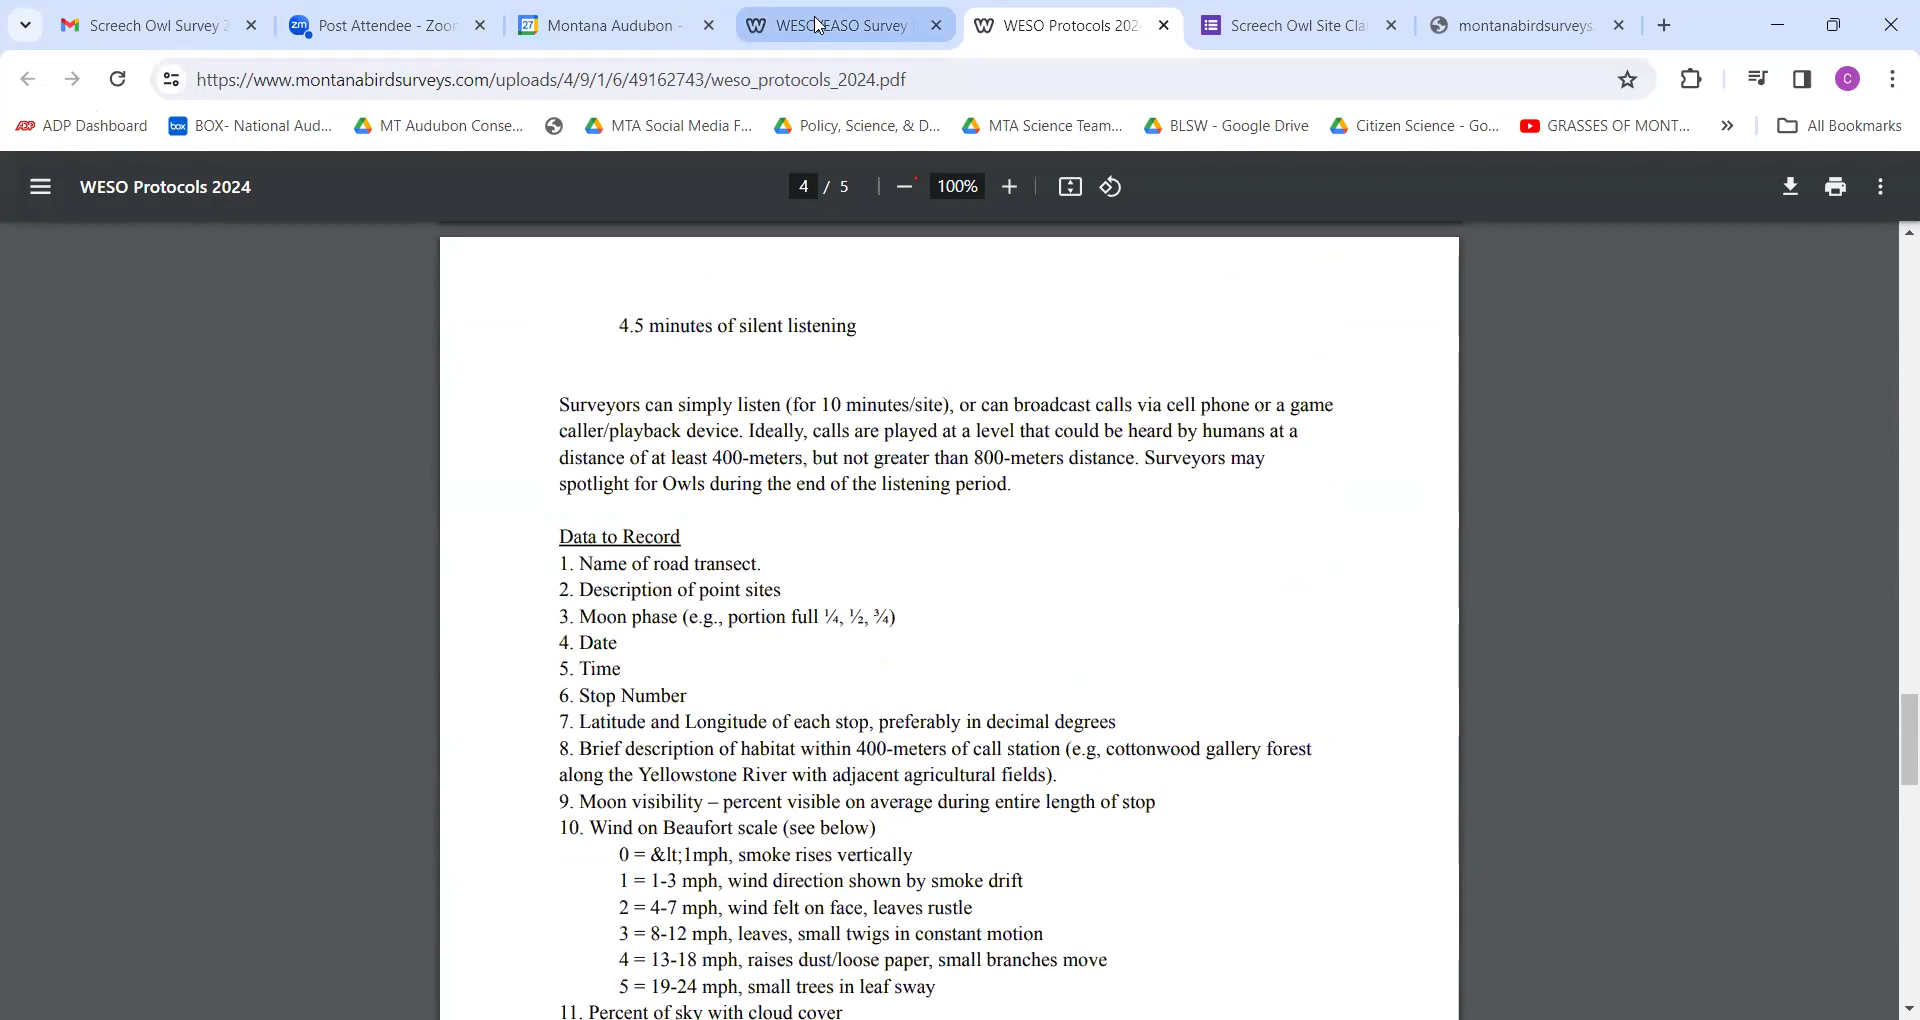 Screech Owl Survey 2
Post Attendee - Zoo
Montana Audubon -
WESO EASO Survey
WESO Protocols 202
Screech Owl Site Cla
montanabirdsurveys.
https://www.montanabirdsurveys.com/uploads/4/9/1/6/49162743/weso_protocols_2024.pdf
C
ADP Dashboard
BOX- National Aud...
MT Audubon Conse...
MTA Social Media F...
Policy, Science, & D...
MTA Science Team...
BLSW - Google Drive
Citizen Science - Go...
GRASSES OF MONT...
All Bookmarks
WESO Protocols 2024
4 / 5
100%
4.5 minutes of silent listening
Surveyors can simply listen (for 10 minutes/site), or can broadcast calls via cell phone or a game
caller/playback device. Ideally, calls are played at a level that could be heard by humans at a
distance of at least 400-meters, but not greater than 800-meters distance. Surveyors may
spotlight for Owls during the end of the listening period.
Data to Record
1. Name of road transect.
2. Description of point sites
3. Moon phase (e.g., portion full ¼, ½, ¾)
4. Date
5. Time
6. Stop Number
7. Latitude and Longitude of each stop, preferably in decimal degrees
8. Brief description of habitat within 400-meters of call station (e.g, cottonwood gallery forest
along the Yellowstone River with adjacent agricultural fields).
9. Moon visibility – percent visible on average during entire length of stop
10. Wind on Beaufort scale (see below)
0 = &lt;1mph, smoke rises vertically
1 = 1-3 mph, wind direction shown by smoke drift
2 = 4-7 mph, wind felt on face, leaves rustle
3 = 8-12 mph, leaves, small twigs in constant motion
4 = 13-18 mph, raises dust/loose paper, small branches move
5 = 19-24 mph, small trees in leaf sway
11. Percent of sky with cloud cover